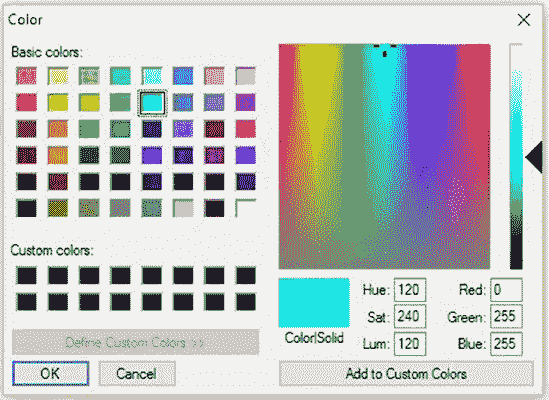 Color
Basic colors:
Custom colors:
Define Custom Colors >>
OK
Cancel
Color|Solid
Hue: 120
Sat: 240
Lum: 120
Red: 0
Green: 255
Blue: 255
Add to Custom Colors